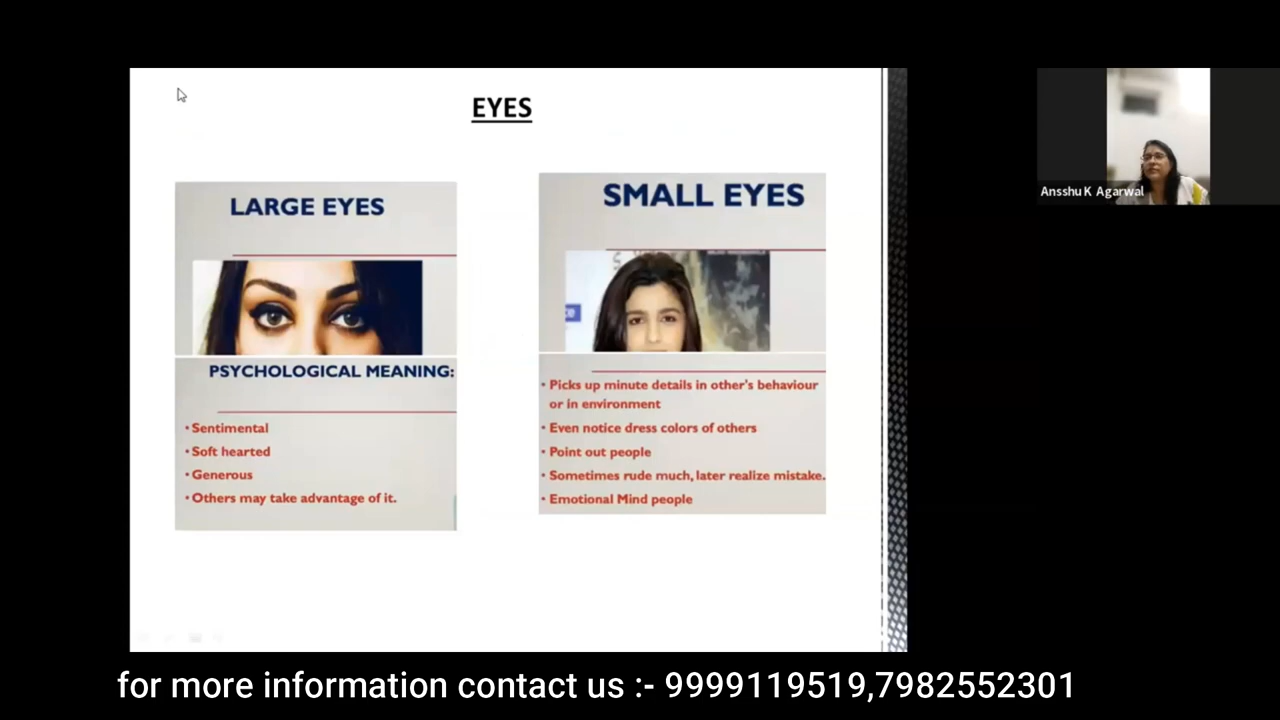 EYES
LARGE EYES
PSYCHOLOGICAL MEANING:
• Sentimental
• Soft hearted
• Generous
• Others may take advantage of it.
SMALL EYES
• Picks up minute details in other's behaviour
or in environment
• Even notice dress colors of others
• Point out people
• Sometimes rude much, later realize mistake.
• Emotional Mind people
Ansshu K Agarwal
for more information contact us :- 9999119519,7982552301